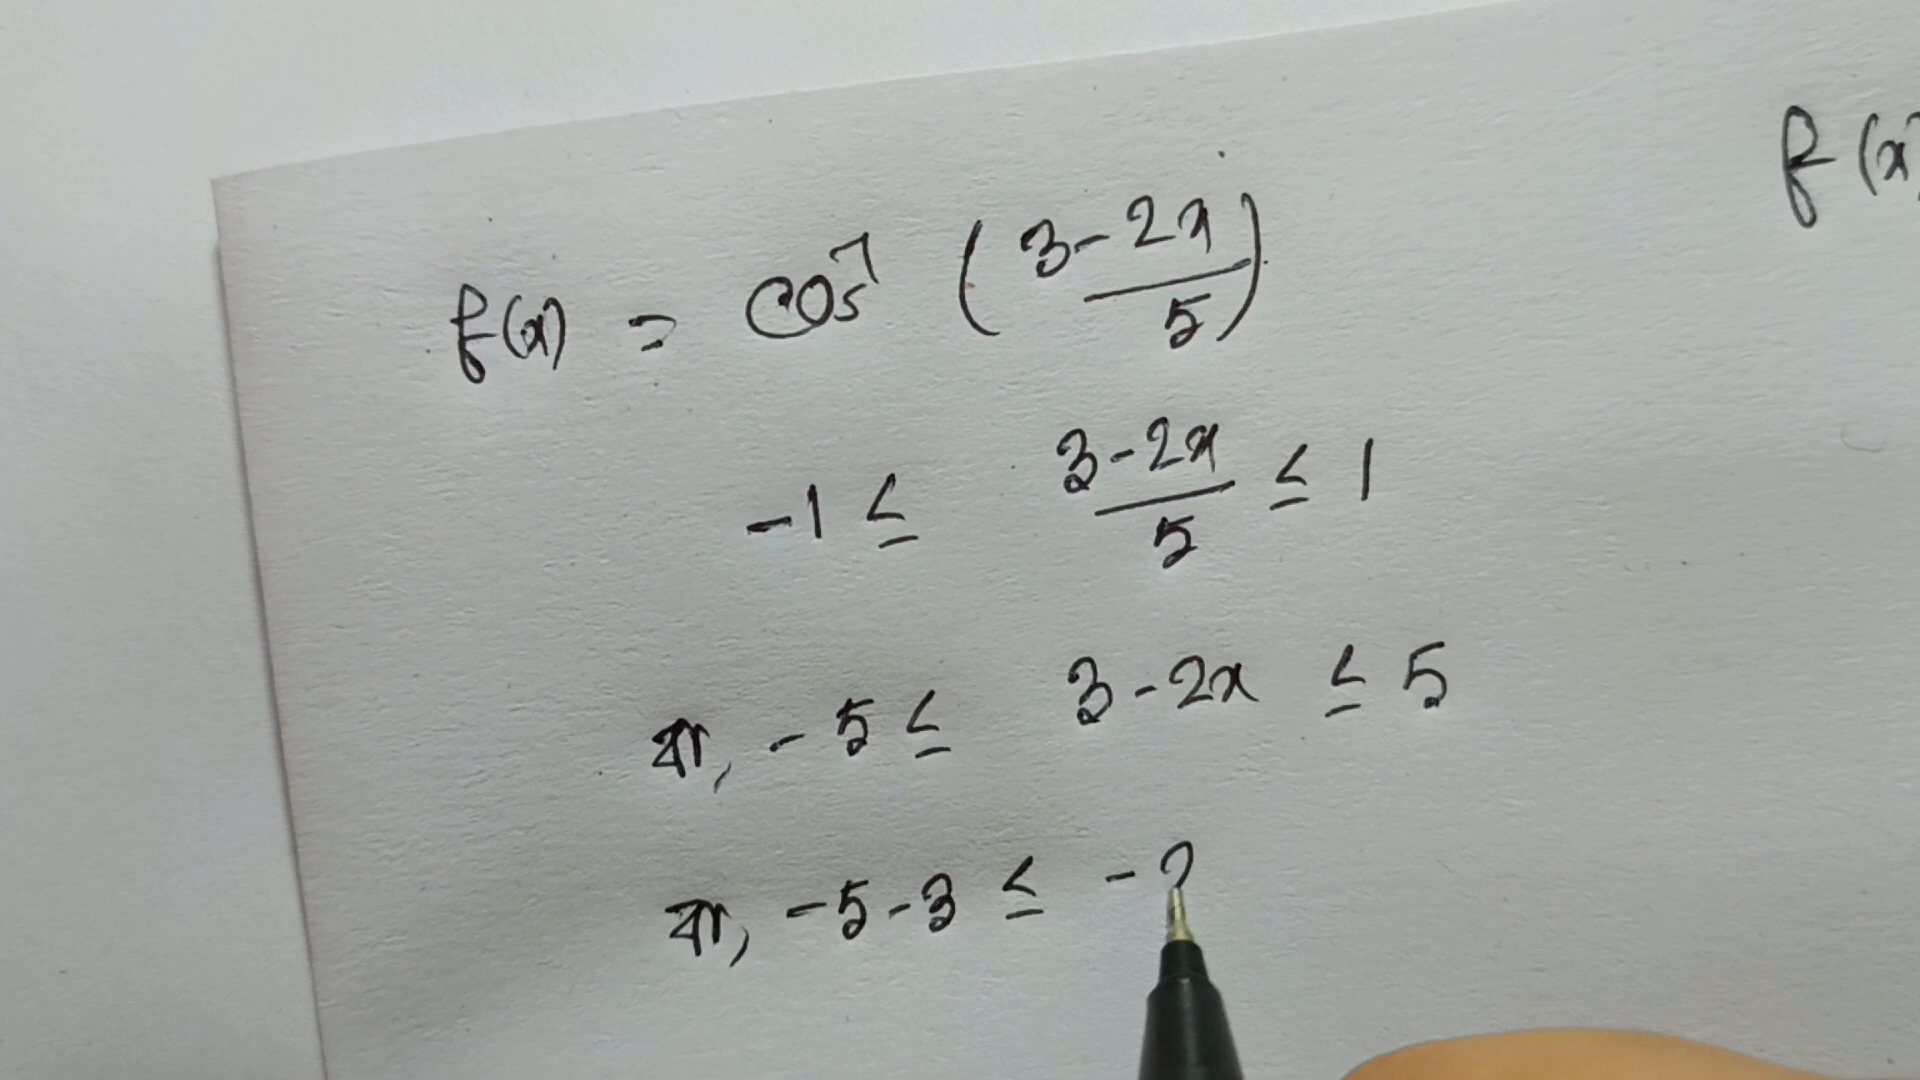 f(x) = cos⁻¹ (3-2x/5)
-1 ≤ 3-2x/5 ≤ 1
বা, -5 ≤ 3-2x ≤ 5
বা, -5-3 ≤ -2
f(x)